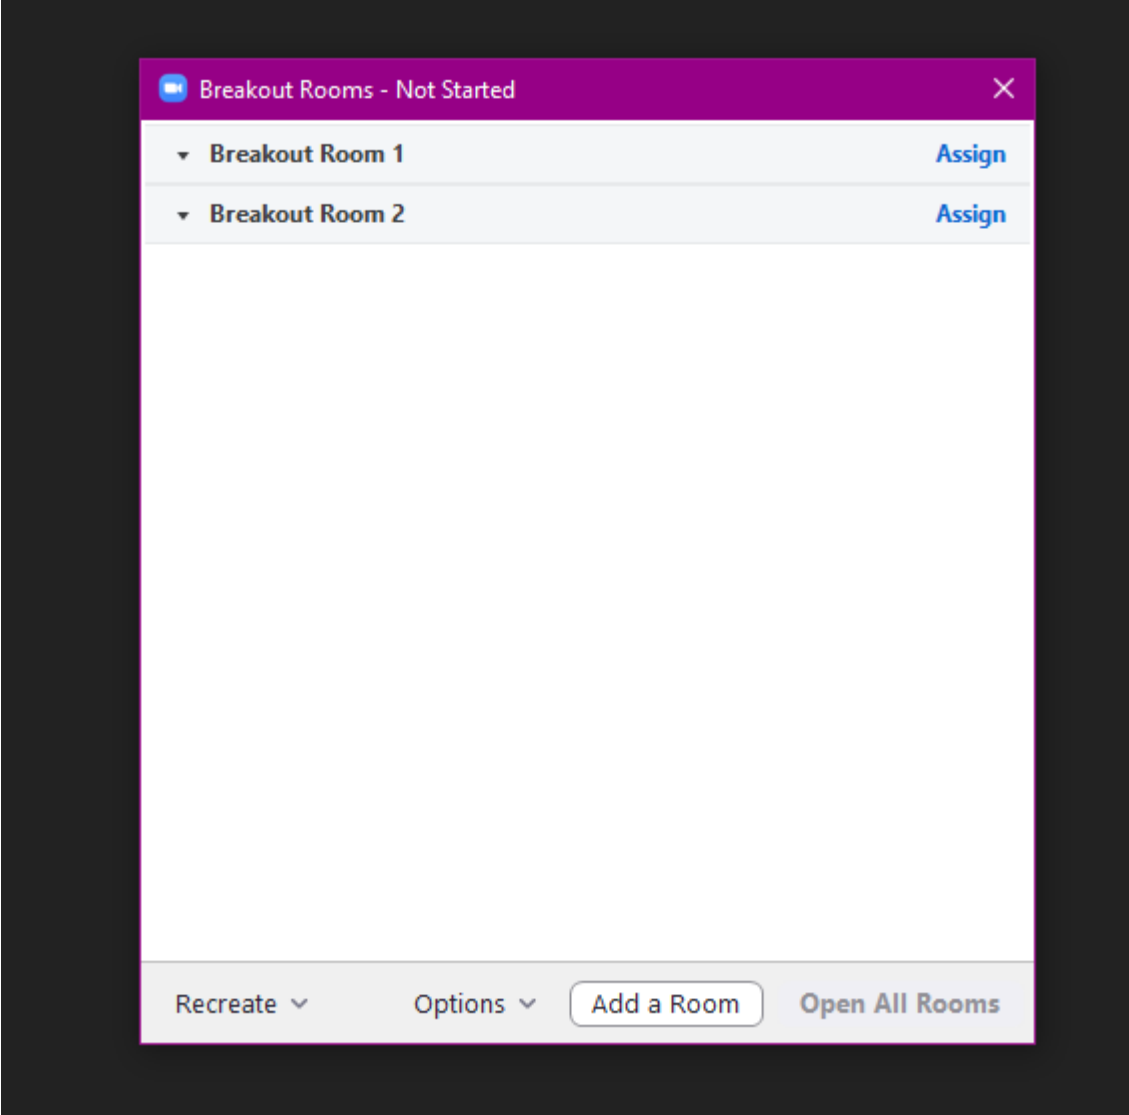 Breakout Rooms - Not Started
Breakout Room 1 Assign
Breakout Room 2 Assign
Recreate Options Add a Room Open All Rooms